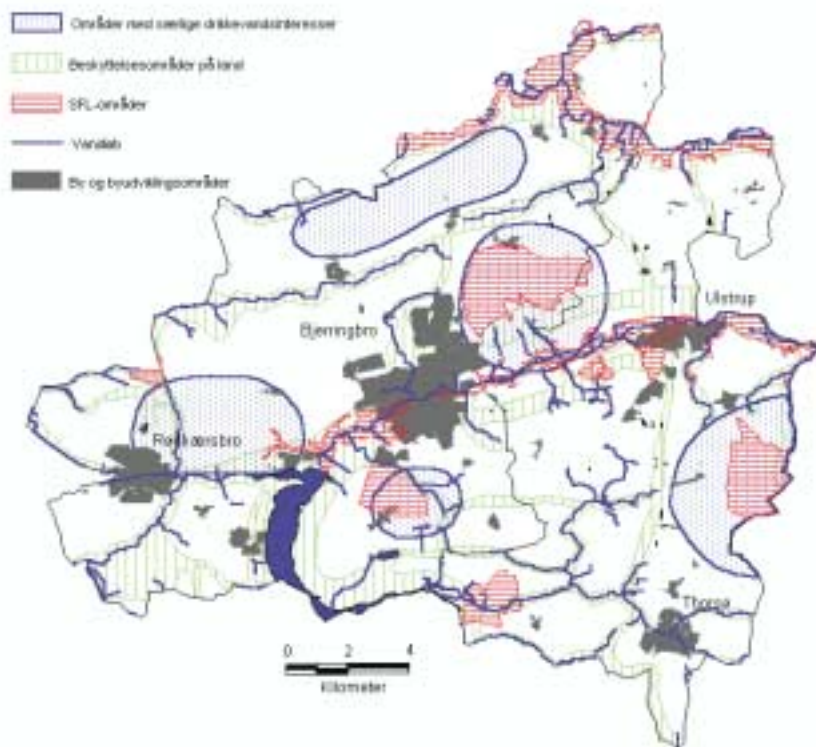 Områder med særlige drikkevandsinteresser
Beskyttelsesområder på land
SFL-områder
Vandløb
By og byudviklingsområder
Ulstrup
Bjerringbro
Rødkærsbro
Thorsø
0 2 4
kilometer